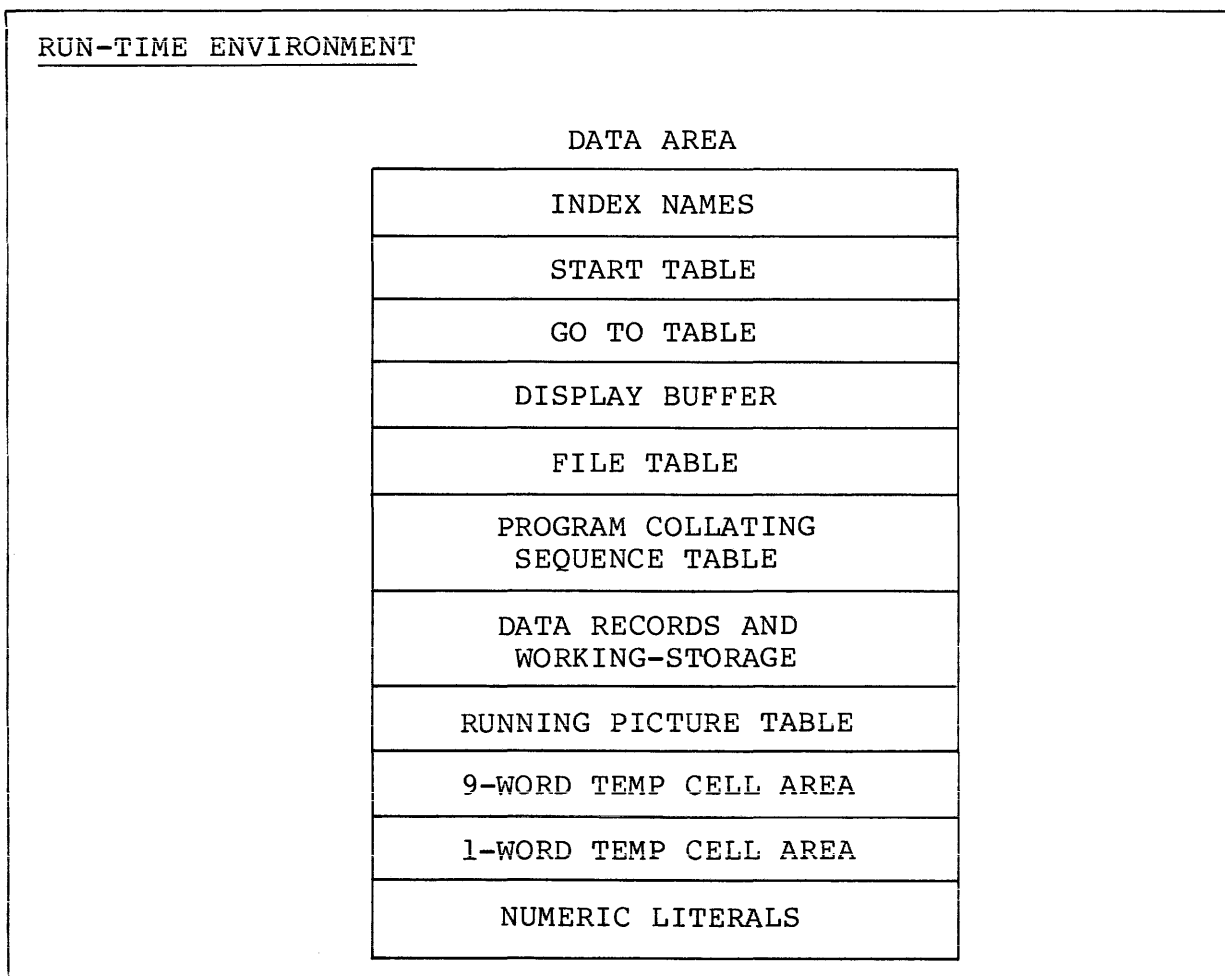 RUN-TIME ENVIRONMENT
DATA AREA
INDEX NAMES
START TABLE
GO TO TABLE
DISPLAY BUFFER
FILE TABLE
PROGRAM COLLATING
SEQUENCE TABLE
DATA RECORDS AND
WORKING-STORAGE
RUNNING PICTURE TABLE
9-WORD TEMP CELL AREA
1-WORD TEMP CELL AREA
NUMERIC LITERALS